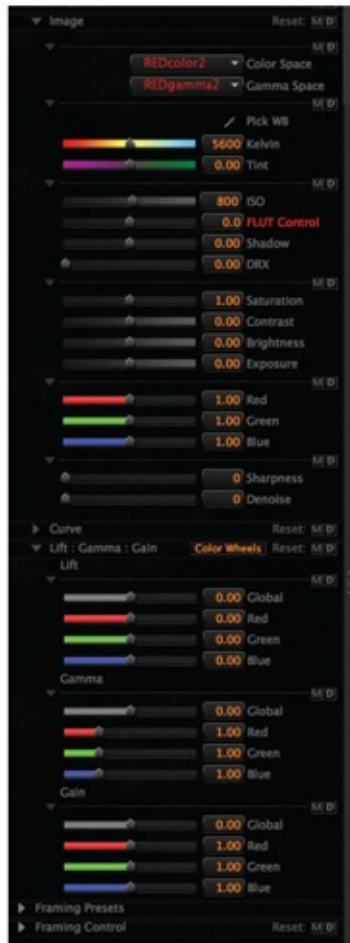 Image Reset: M D
M D
REDcolor2 Color Space
REDgamma2 Gamma Space
M D
Pick WB
5600 Kelvin
0.00 Tint
M D
800 ISO
0.0 FLUT Control
0.00 Shadow
0.00 DRX
M D
1.00 Saturation
0.00 Contrast
0.00 Brightness
0.00 Exposure
M D
1.00 Red
1.00 Green
1.00 Blue
M D
0 Sharpness
0 Denoise
Curve Reset: M D
Lift : Gamma : Gain Color Wheels Reset: M D
Lift
M D
0.00 Global
0.00 Red
0.00 Green
0.00 Blue
Gamma
M D
0.00 Global
1.00 Red
1.00 Green
1.00 Blue
Gain
M D
0.00 Global
1.00 Red
1.00 Green
1.00 Blue
Framing Presets
Framing Control Reset: M D